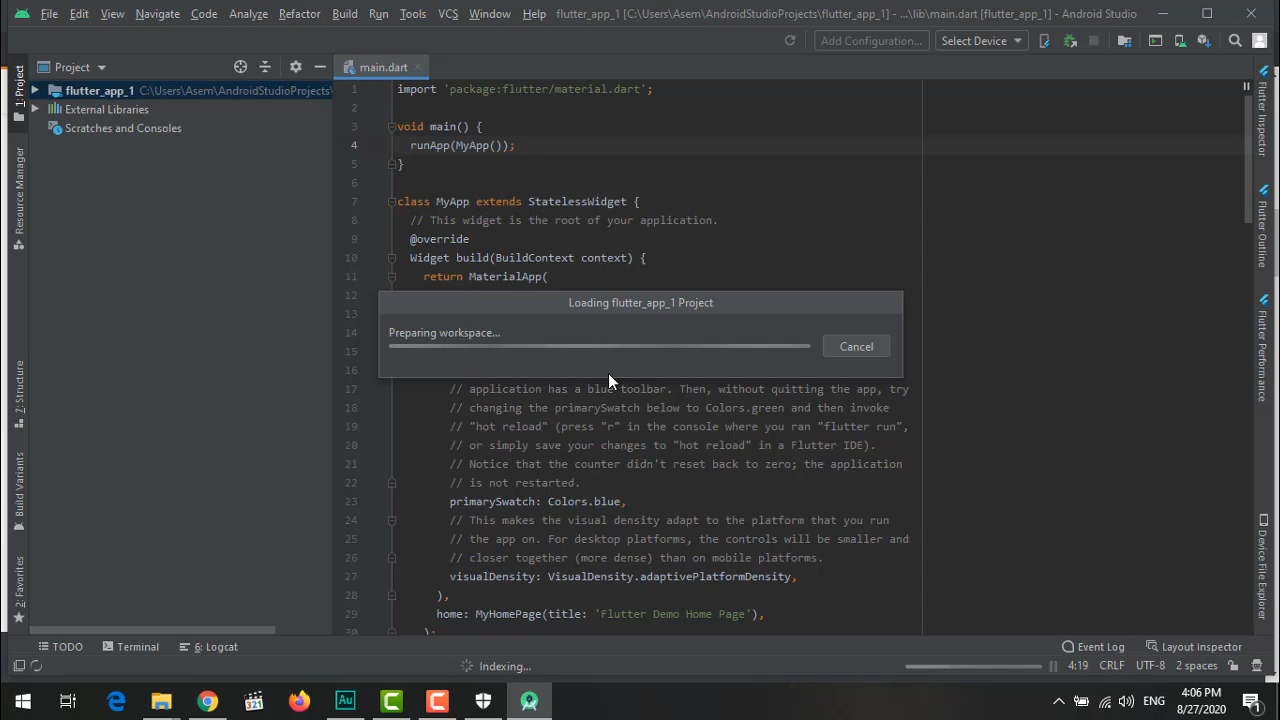 File Edit View Navigate Code Analyze Refactor Build Run Tools VCS Window Help flutter_app_1 [C:\Users\Asem\AndroidStudioProjects\flutter_app_1] - ...\lib\main.dart [flutter_app_1] - Android Studio
Add Configuration... Select Device
1: Project
Resource Manager
7: Structure
Build Variants
2: Favorites
Project
flutter_app_1 C:\Users\Asem\AndroidStudioProjects\
External Libraries
Scratches and Consoles
main.dart
1 import 'package:flutter/material.dart';
2
3 void main() {
4 runApp(MyApp());
5 }
6
7 class MyApp extends StatelessWidget {
8 // This widget is the root of your application.
9 @override
10 Widget build(BuildContext context) {
11 return MaterialApp(
12
13
14
15
16
17 // application has a blue toolbar. Then, without quitting the app, try
18 // changing the primarySwatch below to Colors.green and then invoke
19 // "hot reload" (press "r" in the console where you ran "flutter run",
20 // or simply save your changes to "hot reload" in a Flutter IDE).
21 // Notice that the counter didn't reset back to zero; the application
22 // is not restarted.
23 primarySwatch: Colors.blue,
24 // This makes the visual density adapt to the platform that you run
25 // the app on. For desktop platforms, the controls will be smaller and
26 // closer together (more dense) than on mobile platforms.
27 visualDensity: VisualDensity.adaptivePlatformDensity,
28 ),
29 home: MyHomePage(title: 'Flutter Demo Home Page'),
30 );
Loading flutter_app_1 Project
Preparing workspace...
Cancel
Flutter Inspector
Flutter Outline
Flutter Performance
Device File Explorer
TODO Terminal 6: Logcat Event Log Layout Inspector
Indexing... 4:19 CRLF UTF-8 2 spaces
321 Au C C ENG 4:06 PM
8/27/2020 1